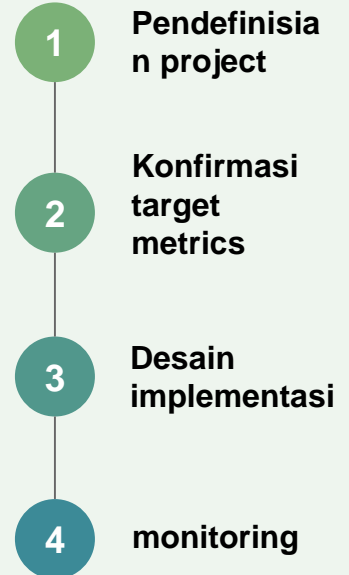 1
Pendefinisia
n project
2
Konfirmasi
target
metrics
3
Desain
implementasi
4
monitoring